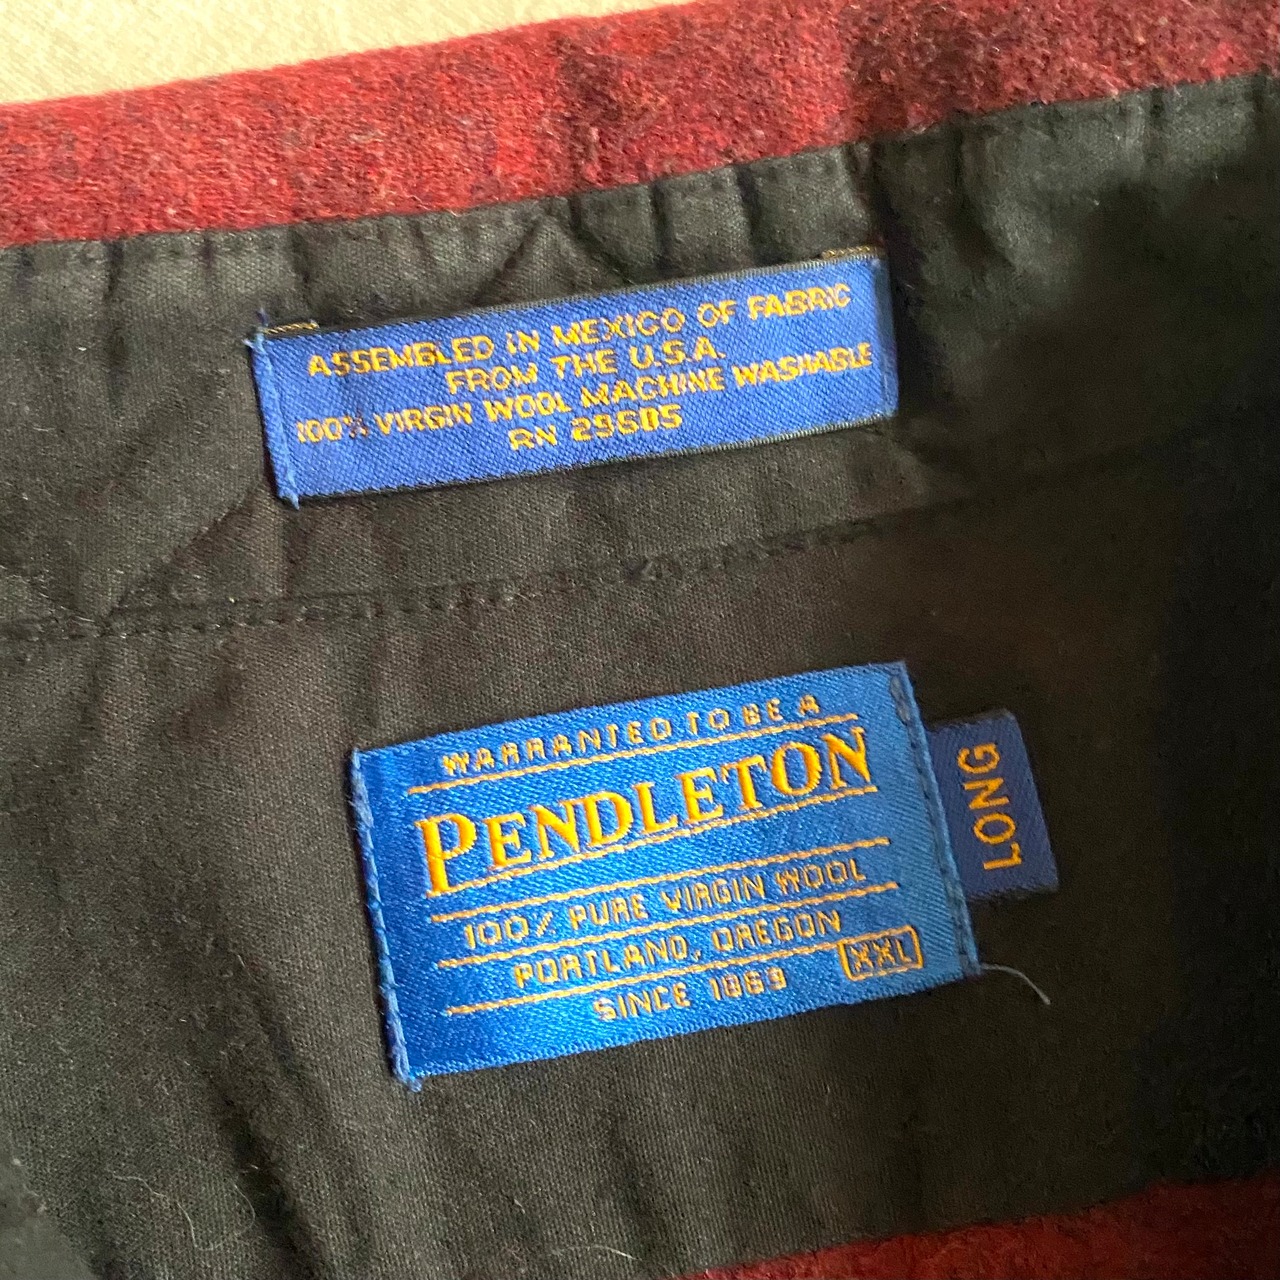 ASSEMBLED IN MEXICO OF FABRIC
FROM THE U.S.A.
100% VIRGIN WOOL MACHINE WASHABLE
RN 29685
WARRANTED TO BE A
PENDLETON
100% PURE VIRGIN WOOL
PORTLAND, OREGON
SINCE 1869
XXL
LONG